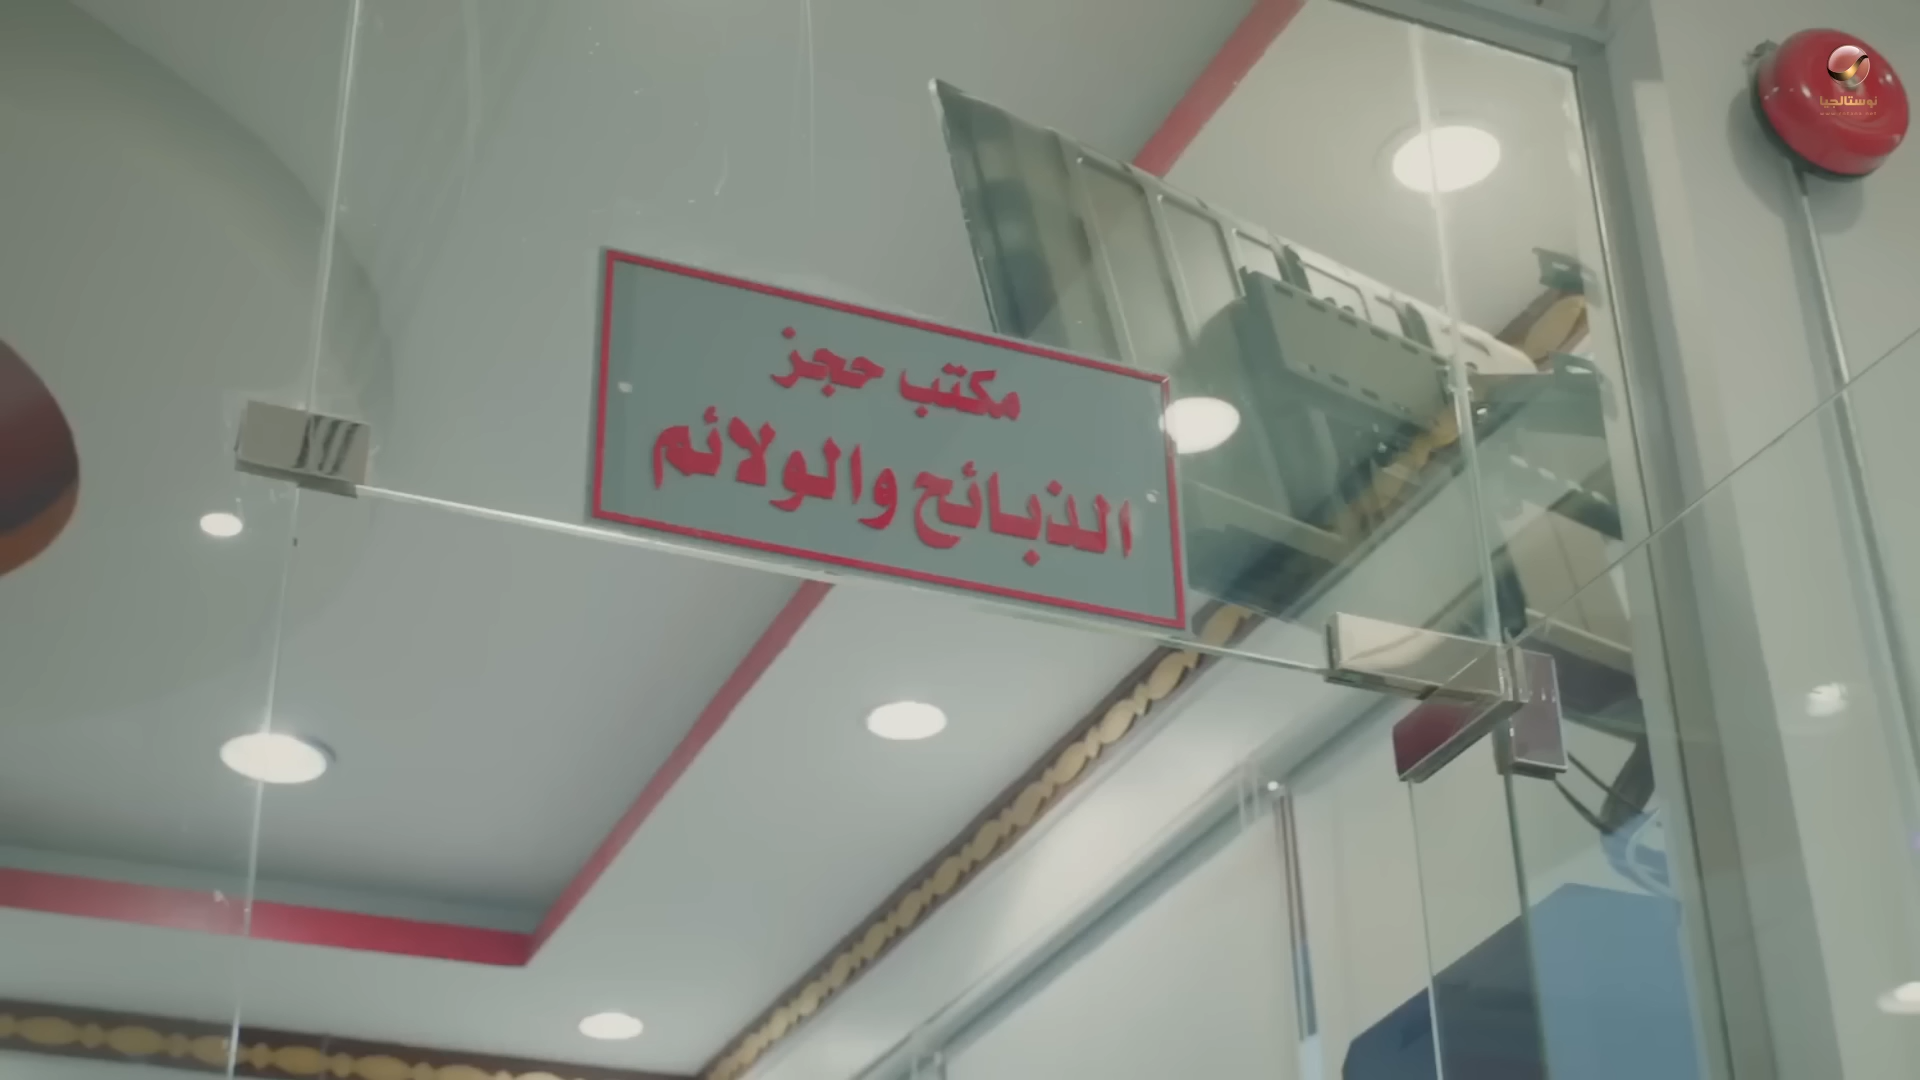 مكتب حجز
الذبائح والولائم
نوستالجيا